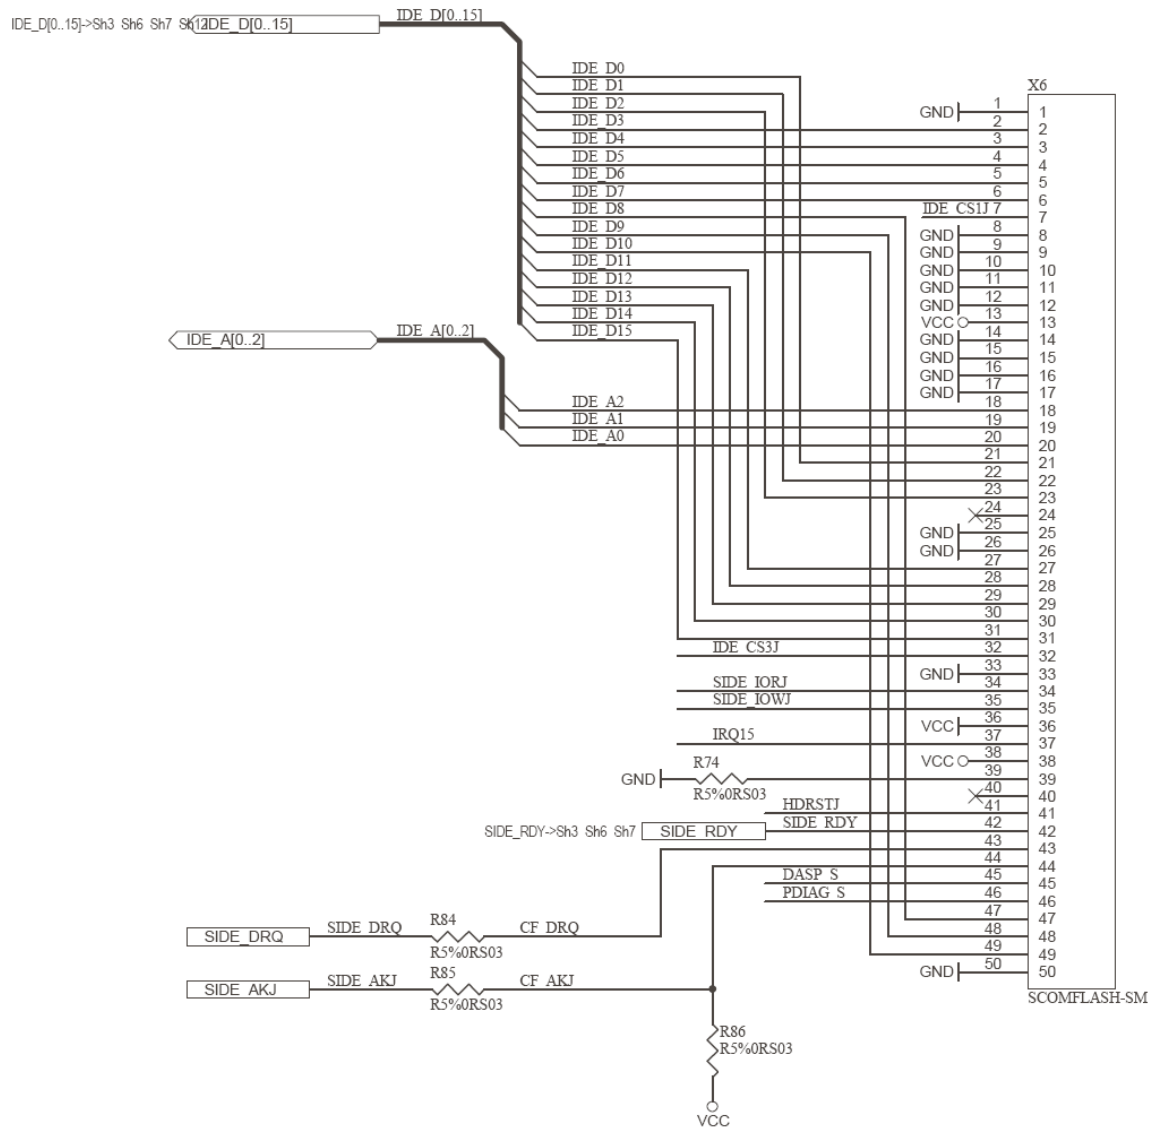 IDE_D[0..15]
IDE_D[0..15]->Sh3 Sh6 Sh7 Sh12
IDE_D[0..15]
IDE_D0
IDE_D1
IDE_D2
IDE_D3
IDE_D4
IDE_D5
IDE_D6
IDE_D7
IDE_D8
IDE_D9
IDE_D10
IDE_D11
IDE_D12
IDE_D13
IDE_D14
IDE_D15
IDE_A[0..2]
IDE_A[0..2]
IDE_A2
IDE_A1
IDE_A0
X6
GND 1 1
2 2
3 3
4 4
5 5
6 6
IDE_CS1J 7 7
GND 8 8
GND 9 9
GND 10 10
GND 11 11
GND 12 12
VCC 13 13
GND 14 14
GND 15 15
GND 16 16
GND 17 17
18 18
19 19
20 20
21 21
22 22
23 23
24 24
GND 25 25
GND 26 26
27 27
28 28
29 29
30 30
31 31
IDE_CS3J 32 32
GND 33 33
SIDE_IORJ 34 34
SIDE_IOWJ 35 35
VCC 36 36
IRQ15 37 37
VCC 38 38
R74
GND 39 39
R5%0RS03
40 40
HDRSTJ 41 41
SIDE_RDY->Sh3 Sh6 Sh7 SIDE_RDY SIDE_RDY 42 42
43 43
44 44
DASP_S 45 45
PDIAG_S 46 46
47 47
48 48
49 49
GND 50 50
SCOMFLASH-SM
R84
SIDE_DRQ SIDE_DRQ CF_DRQ
R5%0RS03
R85
SIDE_AKJ SIDE_AKJ CF_AKJ
R5%0RS03
R86
R5%0RS03
VCC